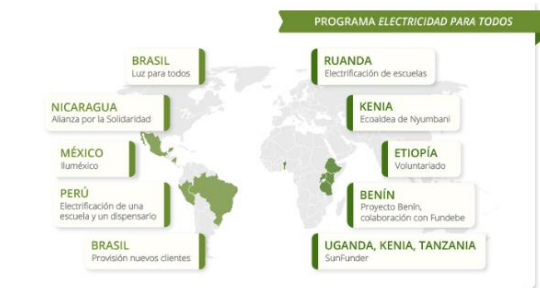 PROGRAMA ELECTRICIDAD PARA TODOS
BRASIL
Luz para todos
NICARAGUA
Alianza por la Solidaridad
MÉXICO
Iluméxico
PERÚ
Electrificación de una
escuela y un dispensario
BRASIL
Provisión nuevos clientes
RUANDA
Electrificación de escuelas
KENIA
Ecoaldea de Nyumbani
ETIOPÍA
Voluntariado
BENÍN
Proyecto Benín,
colaboración con Fundebe
UGANDA, KENIA, TANZANIA
SunFunder